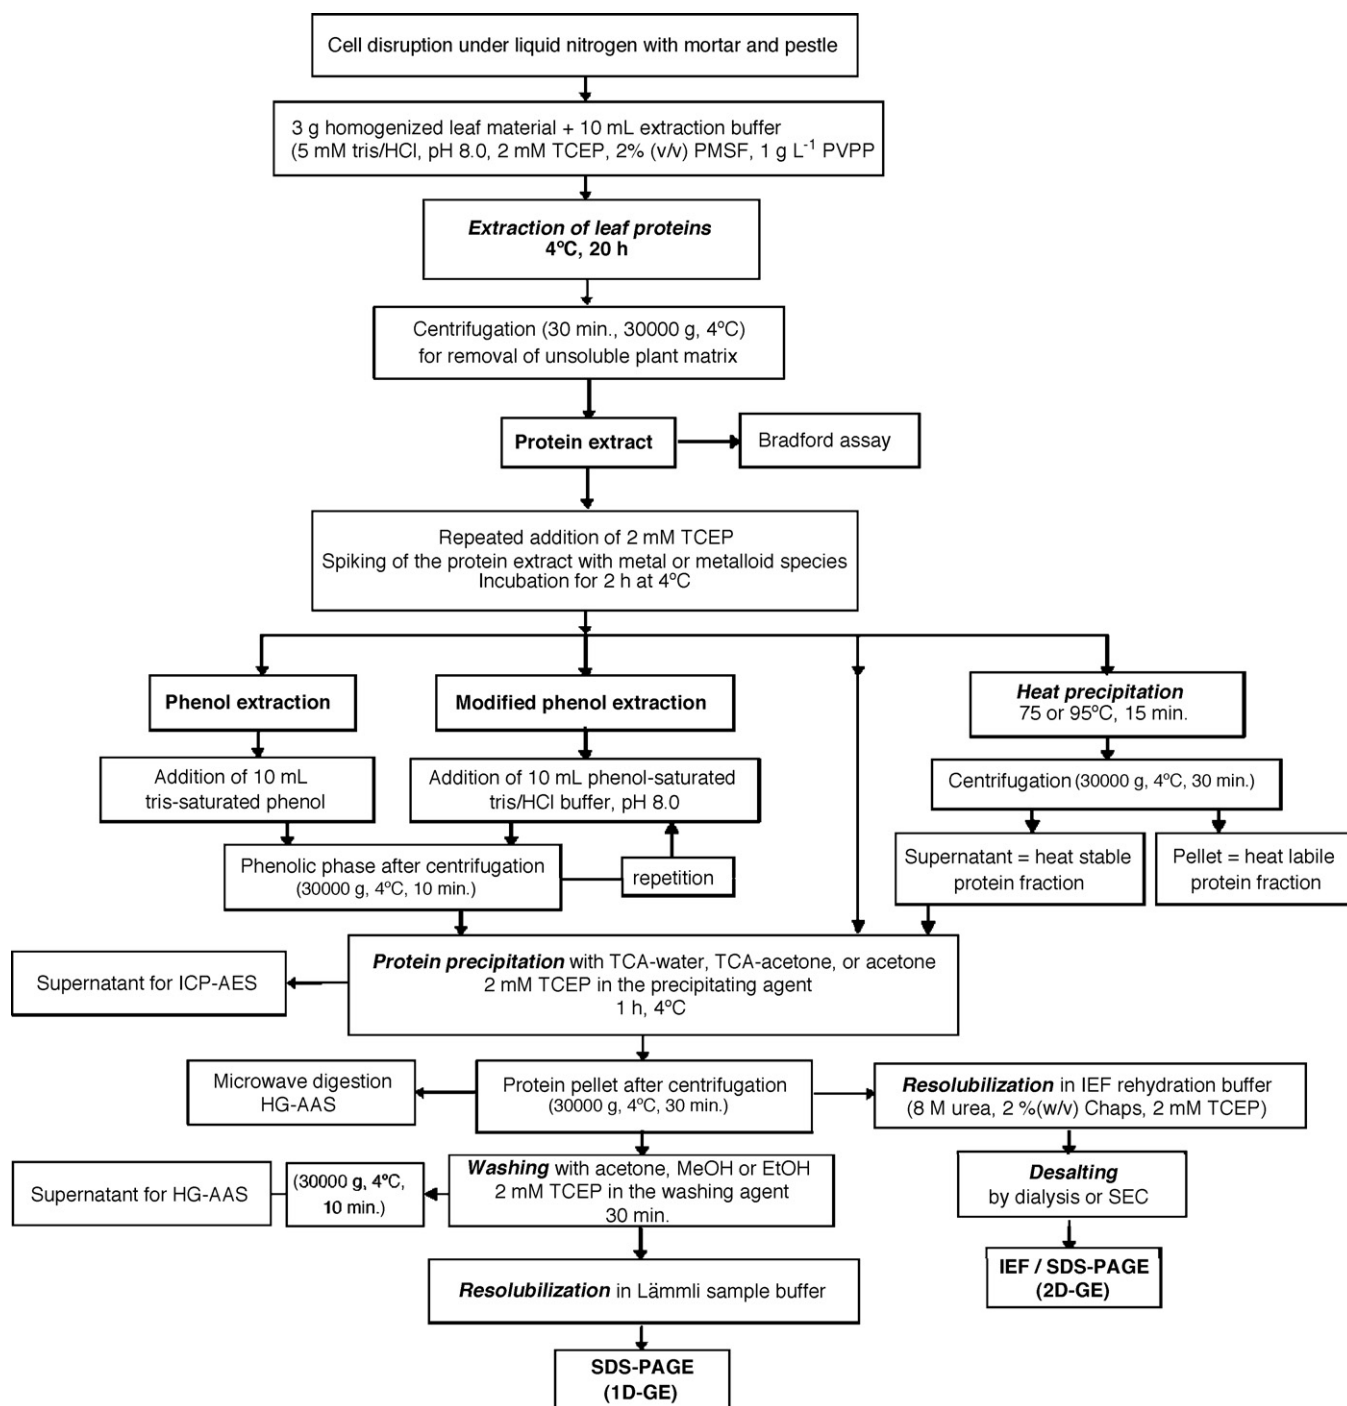 Cell disruption under liquid nitrogen with mortar and pestle
3 g homogenized leaf material + 10 mL extraction buffer
(5 mM tris/HCl, pH 8.0, 2 mM TCEP, 2% (v/v) PMSF, 1 g L⁻¹ PVPP
Extraction of leaf proteins
4ºC, 20 h
Centrifugation (30 min., 30000 g, 4ºC)
for removal of unsoluble plant matrix
Protein extract
Bradford assay
Repeated addition of 2 mM TCEP
Spiking of the protein extract with metal or metalloid species
Incubation for 2 h at 4ºC
Phenol extraction
Modified phenol extraction
Heat precipitation
75 or 95ºC, 15 min.
Addition of 10 mL
tris-saturated phenol
Addition of 10 mL phenol-saturated
tris/HCl buffer, pH 8.0
Centrifugation (30000 g, 4ºC, 30 min.)
Phenolic phase after centrifugation
(30000 g, 4ºC, 10 min.)
repetition
Supernatant = heat stable
protein fraction
Pellet = heat labile
protein fraction
Supernatant for ICP-AES
Protein precipitation with TCA-water, TCA-acetone, or acetone
2 mM TCEP in the precipitating agent
1 h, 4ºC
Microwave digestion
HG-AAS
Protein pellet after centrifugation
(30000 g, 4ºC, 30 min.)
Resolubilization in IEF rehydration buffer
(8 M urea, 2 %(w/v) Chaps, 2 mM TCEP)
Supernatant for HG-AAS
(30000 g, 4ºC,
10 min.)
Washing with acetone, MeOH or EtOH
2 mM TCEP in the washing agent
30 min.
Desalting
by dialysis or SEC
Resolubilization in Lämmli sample buffer
IEF / SDS-PAGE
(2D-GE)
SDS-PAGE
(1D-GE)